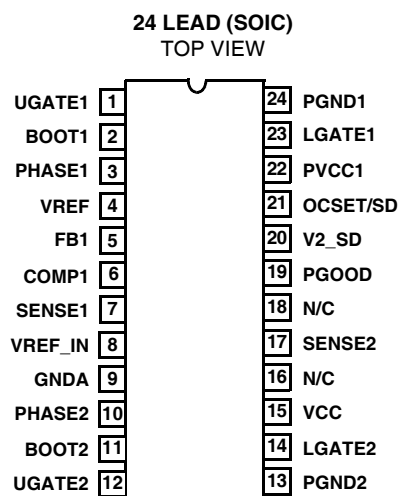 24 LEAD (SOIC)
TOP VIEW
UGATE1 1 24 PGND1
BOOT1 2 23 LGATE1
PHASE1 3 22 PVCC1
VREF 4 21 OCSET/SD
FB1 5 20 V2_SD
COMP1 6 19 PGOOD
SENSE1 7 18 N/C
VREF_IN 8 17 SENSE2
GNDA 9 16 N/C
PHASE2 10 15 VCC
BOOT2 11 14 LGATE2
UGATE2 12 13 PGND2